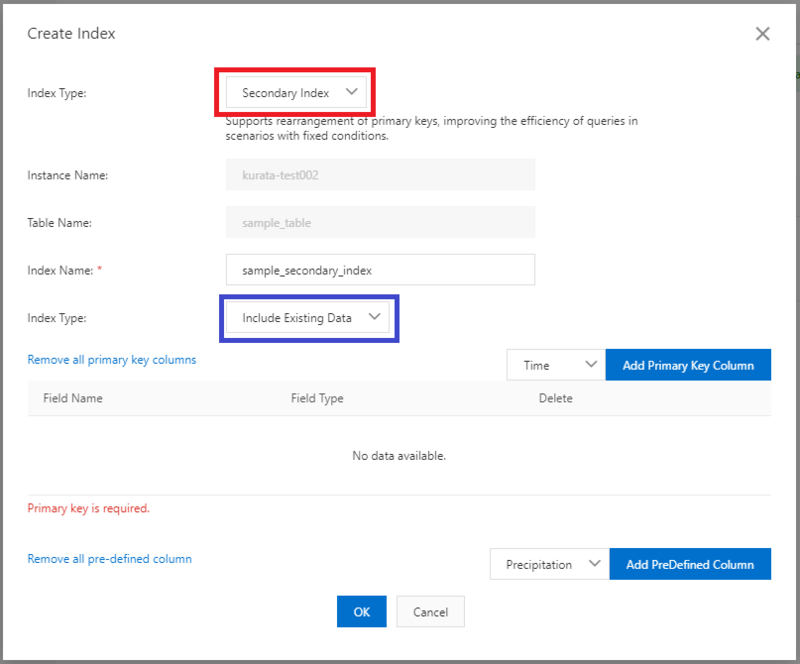 Create Index
Index Type:
Secondary Index
Supports rearrangement of primary keys, improving the efficiency of queries in
scenarios with fixed conditions.
Instance Name:
kurata-test002
Table Name:
sample_table
Index Name: *
sample_secondary_index
Index Type:
Include Existing Data
Remove all primary key columns
Time
Add Primary Key Column
Field Name Field Type Delete
No data available.
Primary key is required.
Remove all pre-defined column
Precipitation
Add PreDefined Column
OK
Cancel